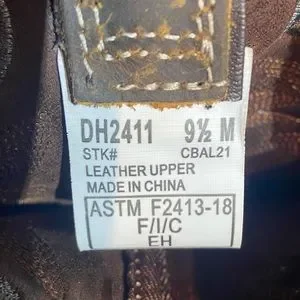 DH2411 9½ M
STK# CBAL21
LEATHER UPPER
MADE IN CHINA
ASTM F2413-18
F/I/C
EH